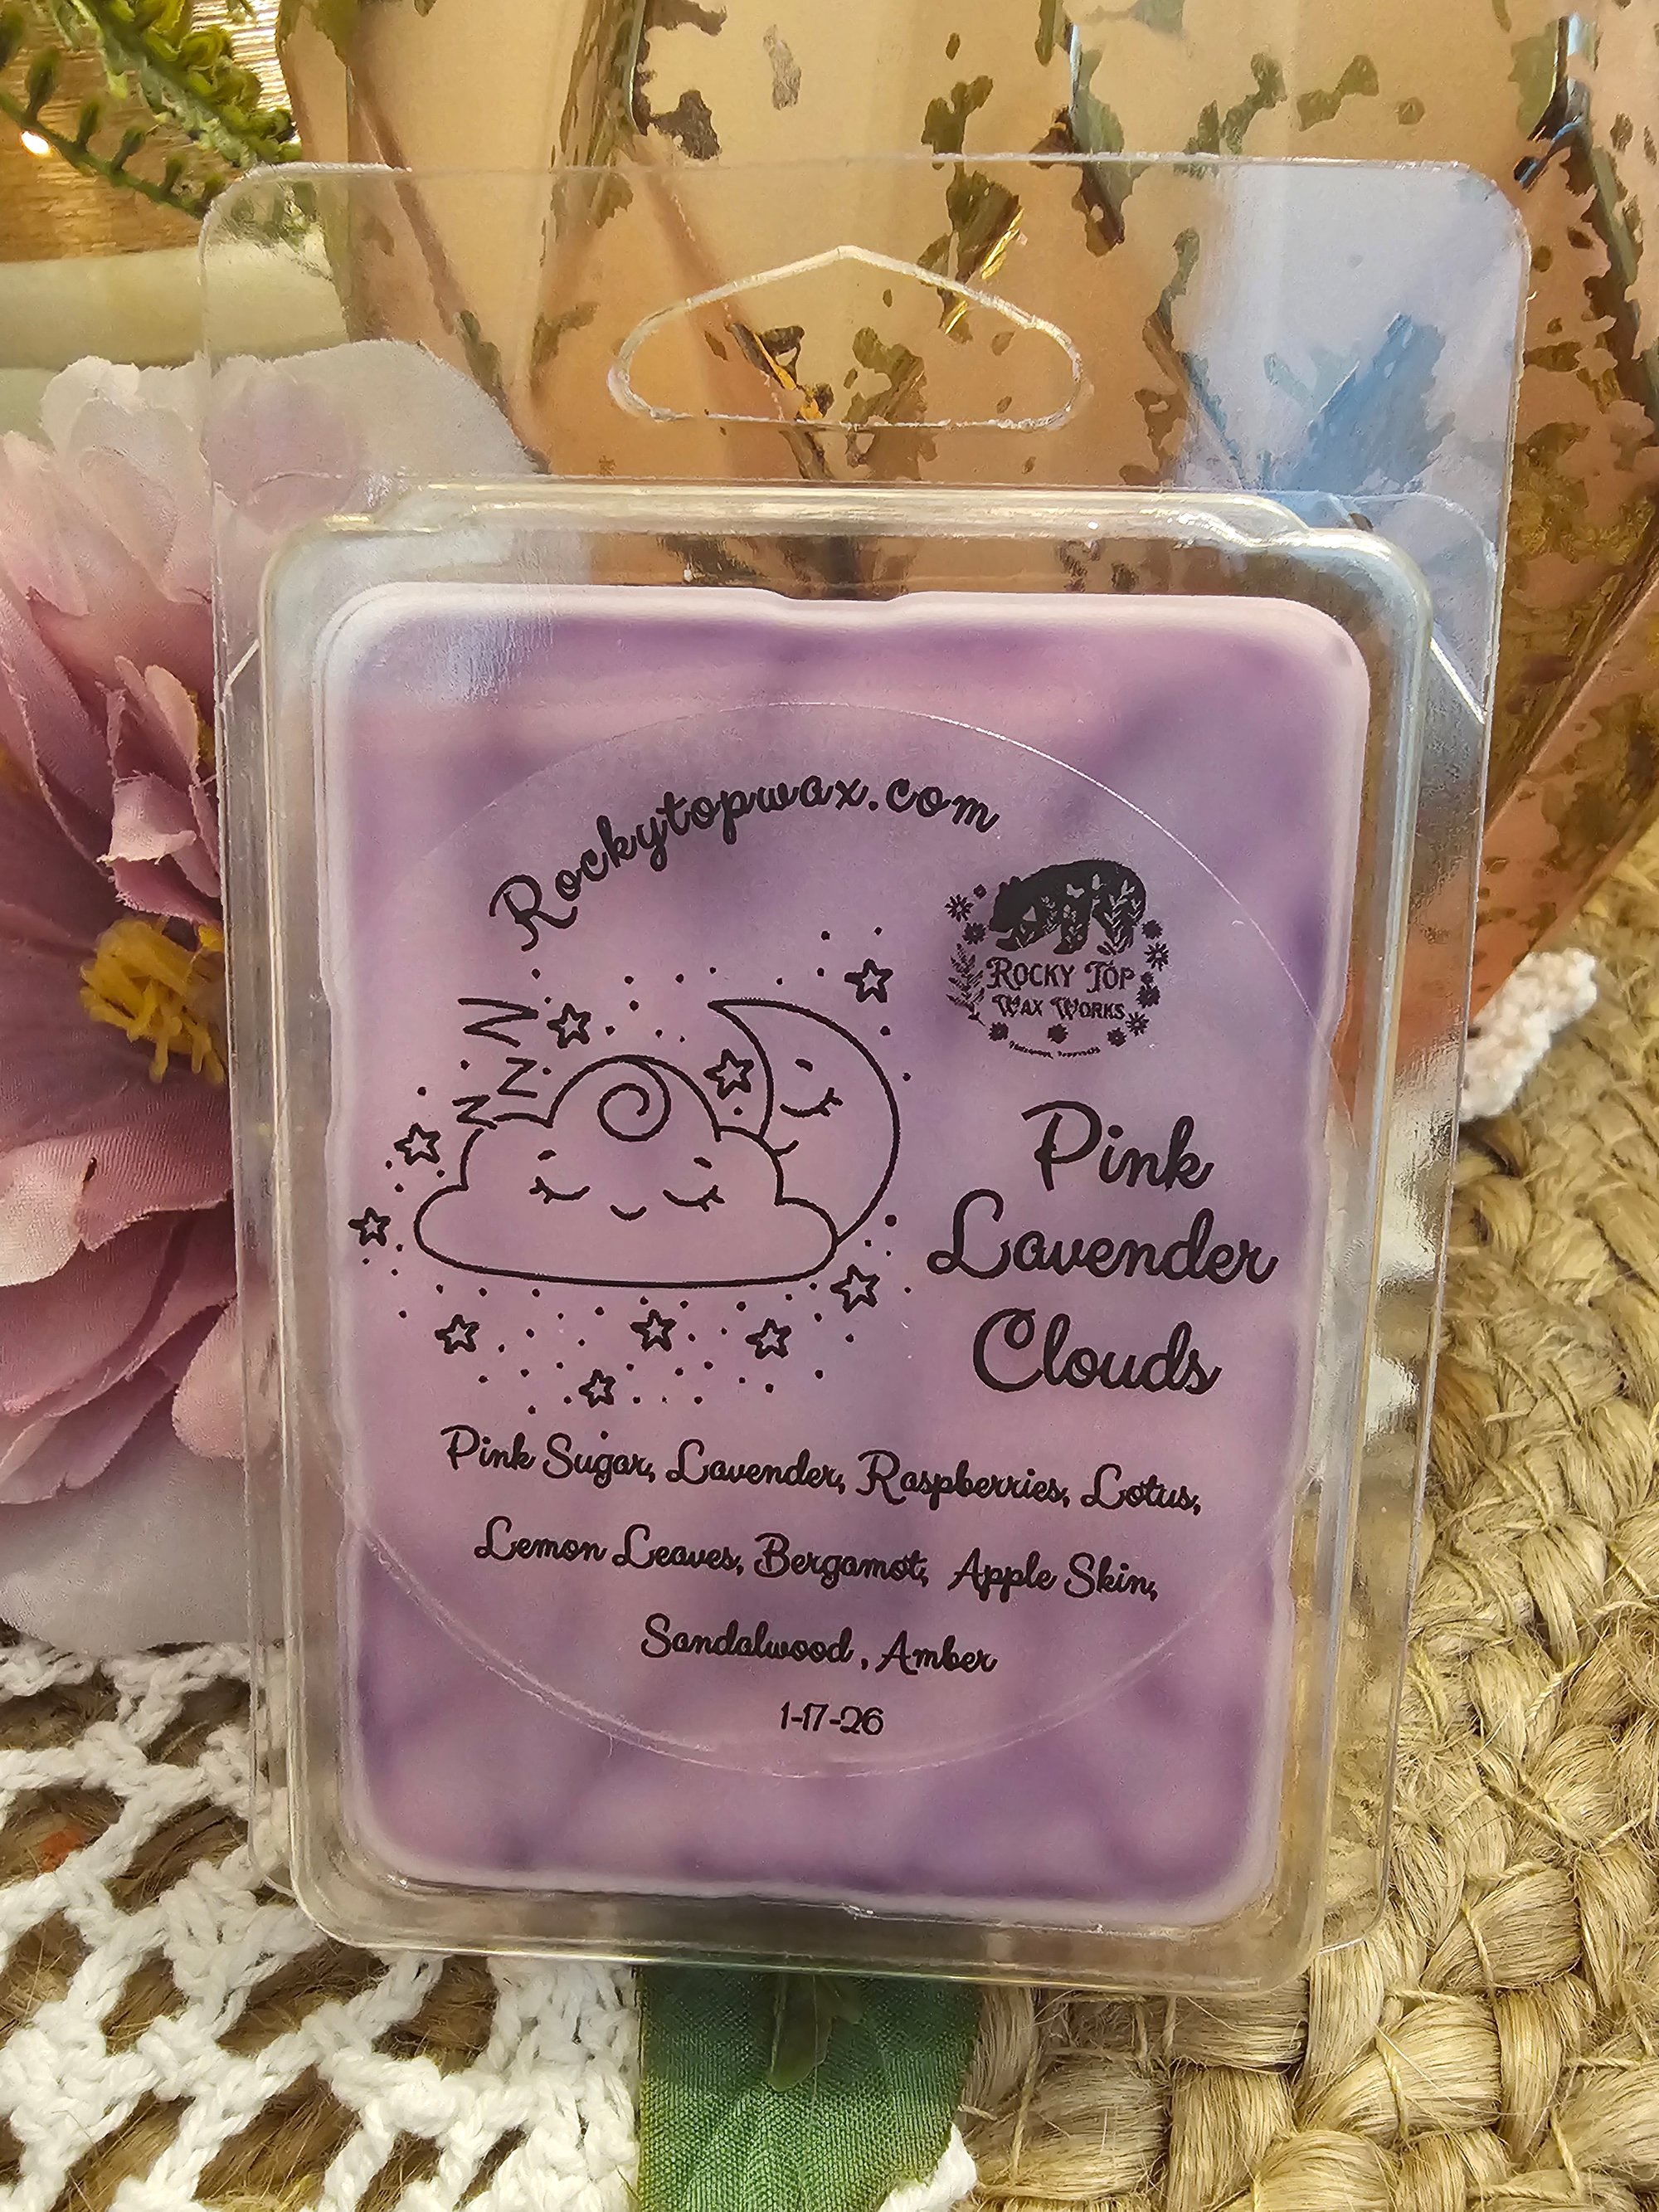 Rockytopwax.com
ROCKY TOP
WAX WORKS
Z
Z
Z
Pink
Lavender
Clouds
Pink Sugar, Lavender, Raspberries, Lotus,
Lemon Leaves, Bergamot, Apple Skin,
Sandalwood , Amber
1-17-26